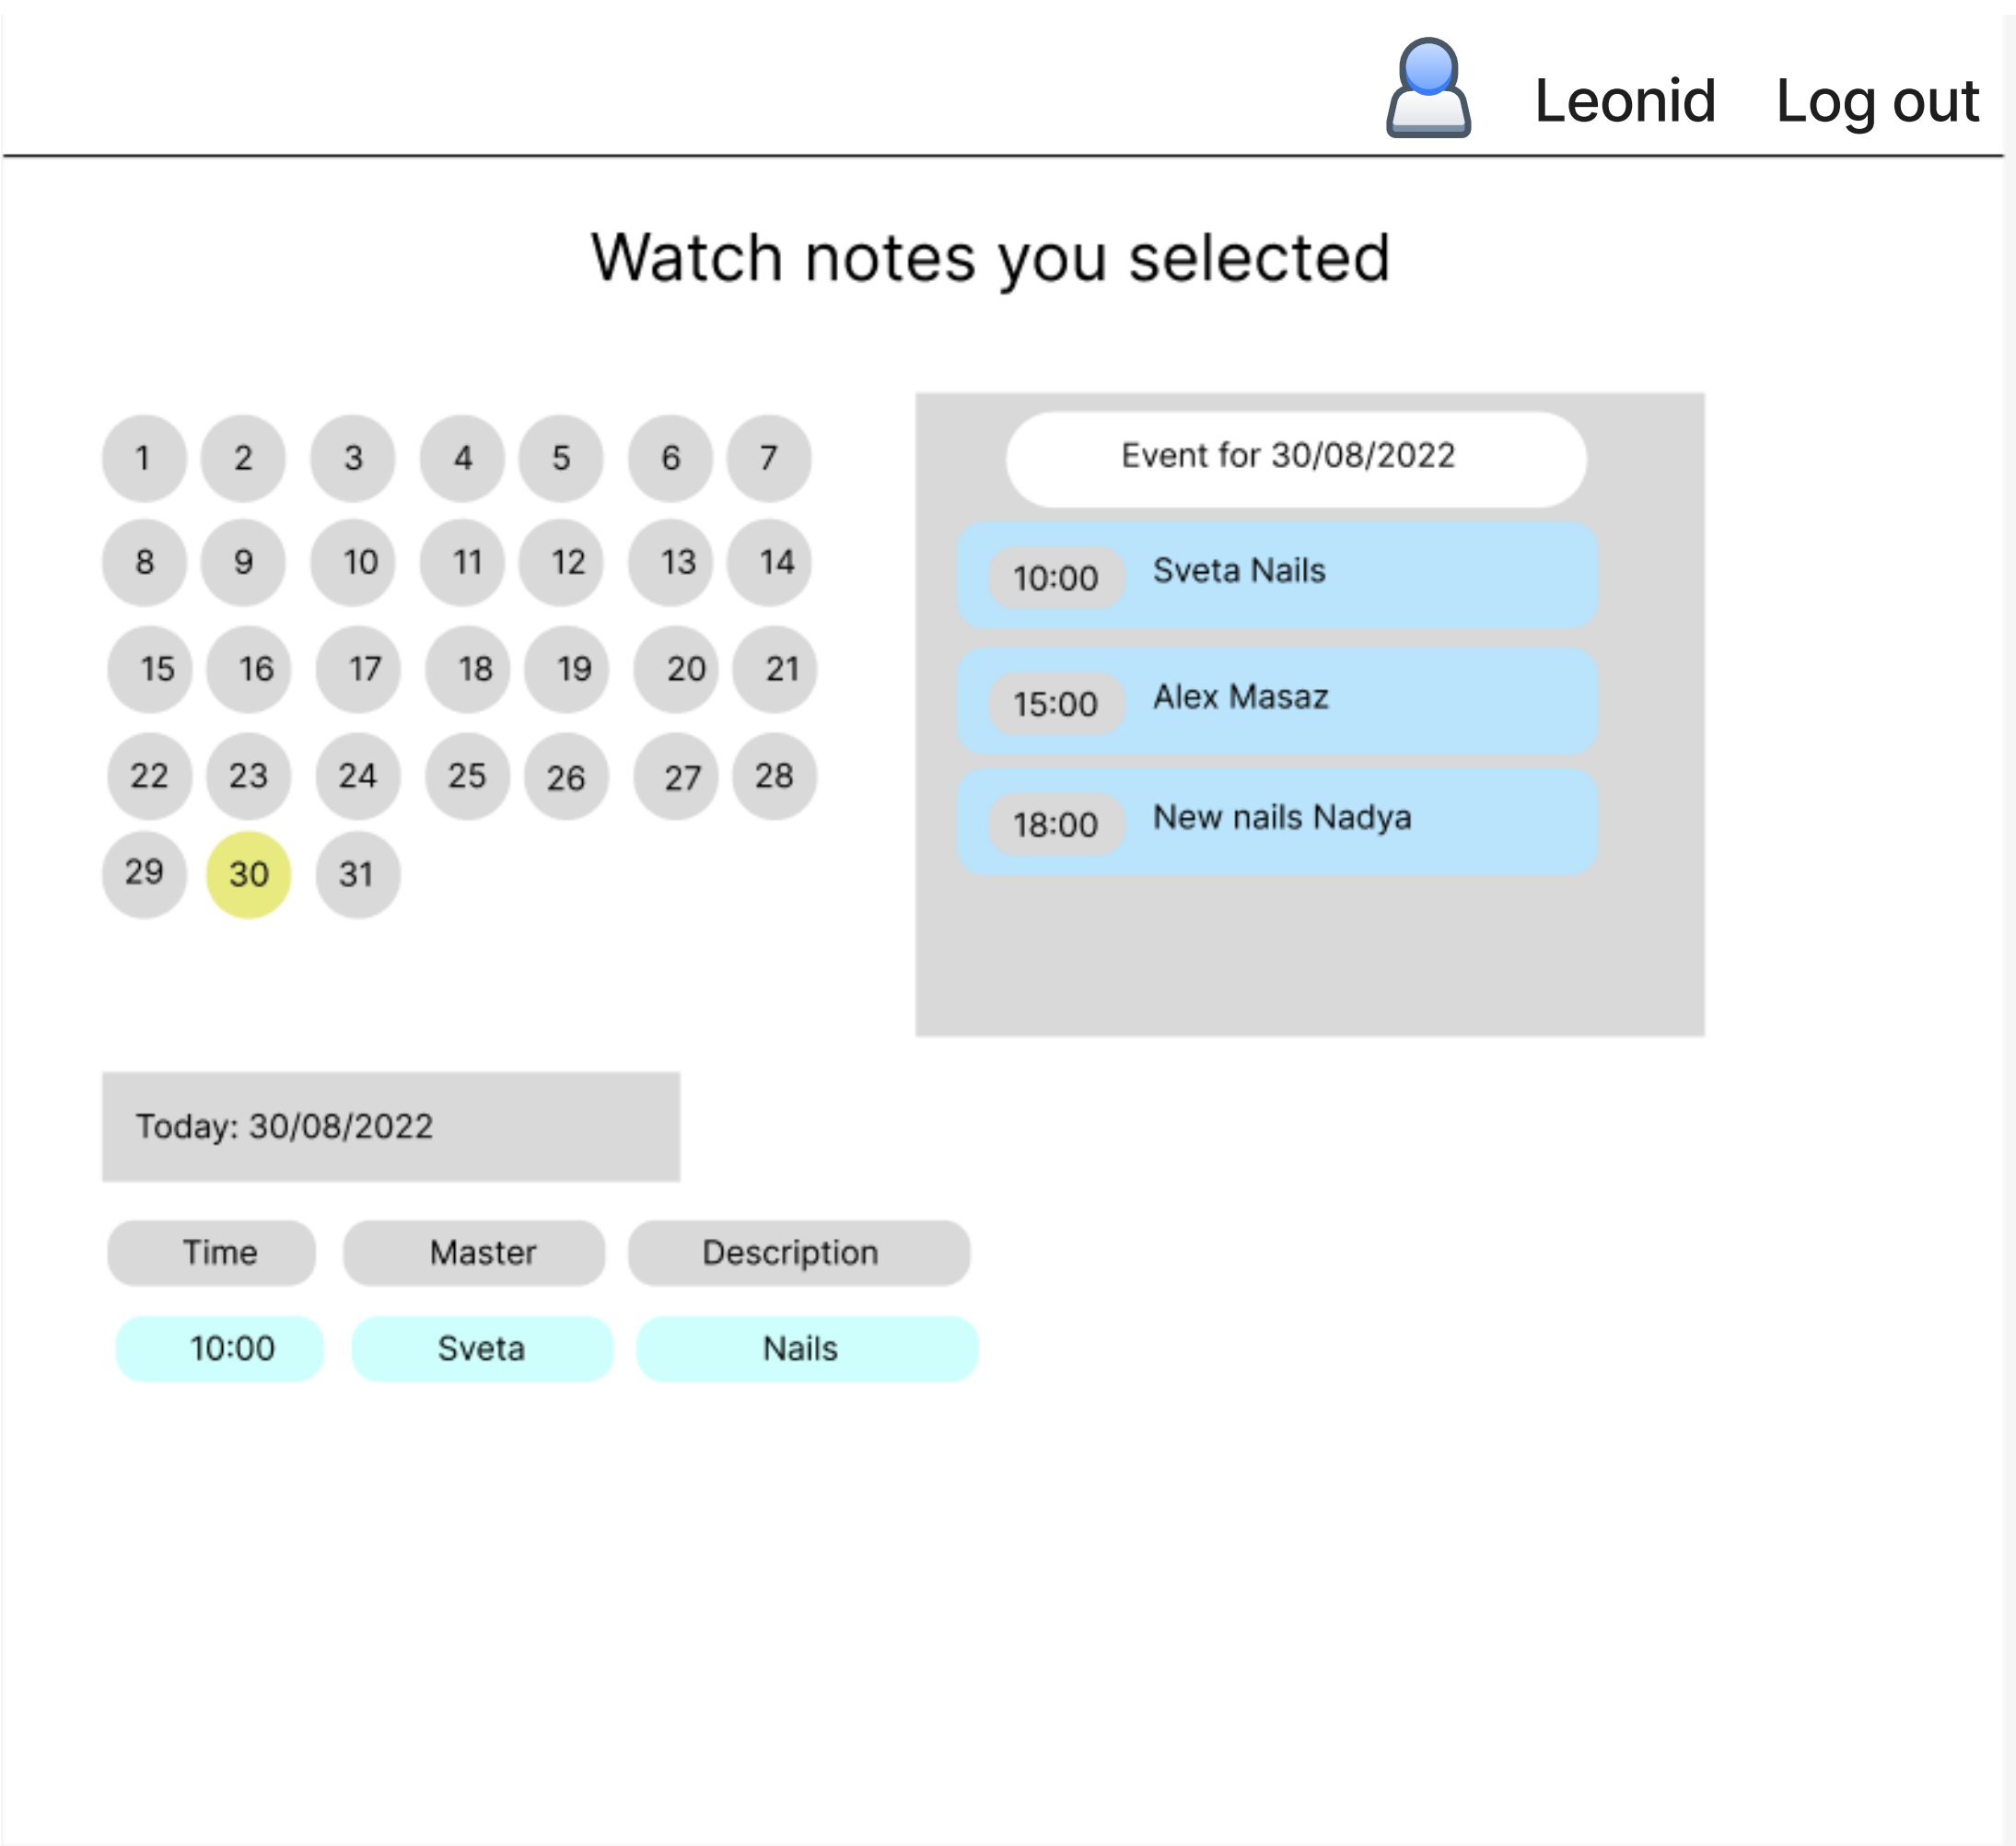 Leonid Log out
Watch notes you selected
1 2 3 4 5 6 7
8 9 10 11 12 13 14
15 16 17 18 19 20 21
22 23 24 25 26 27 28
29 30 31
Event for 30/08/2022
10:00 Sveta Nails
15:00 Alex Masaz
18:00 New nails Nadya
Today: 30/08/2022
Time Master Description
10:00 Sveta Nails